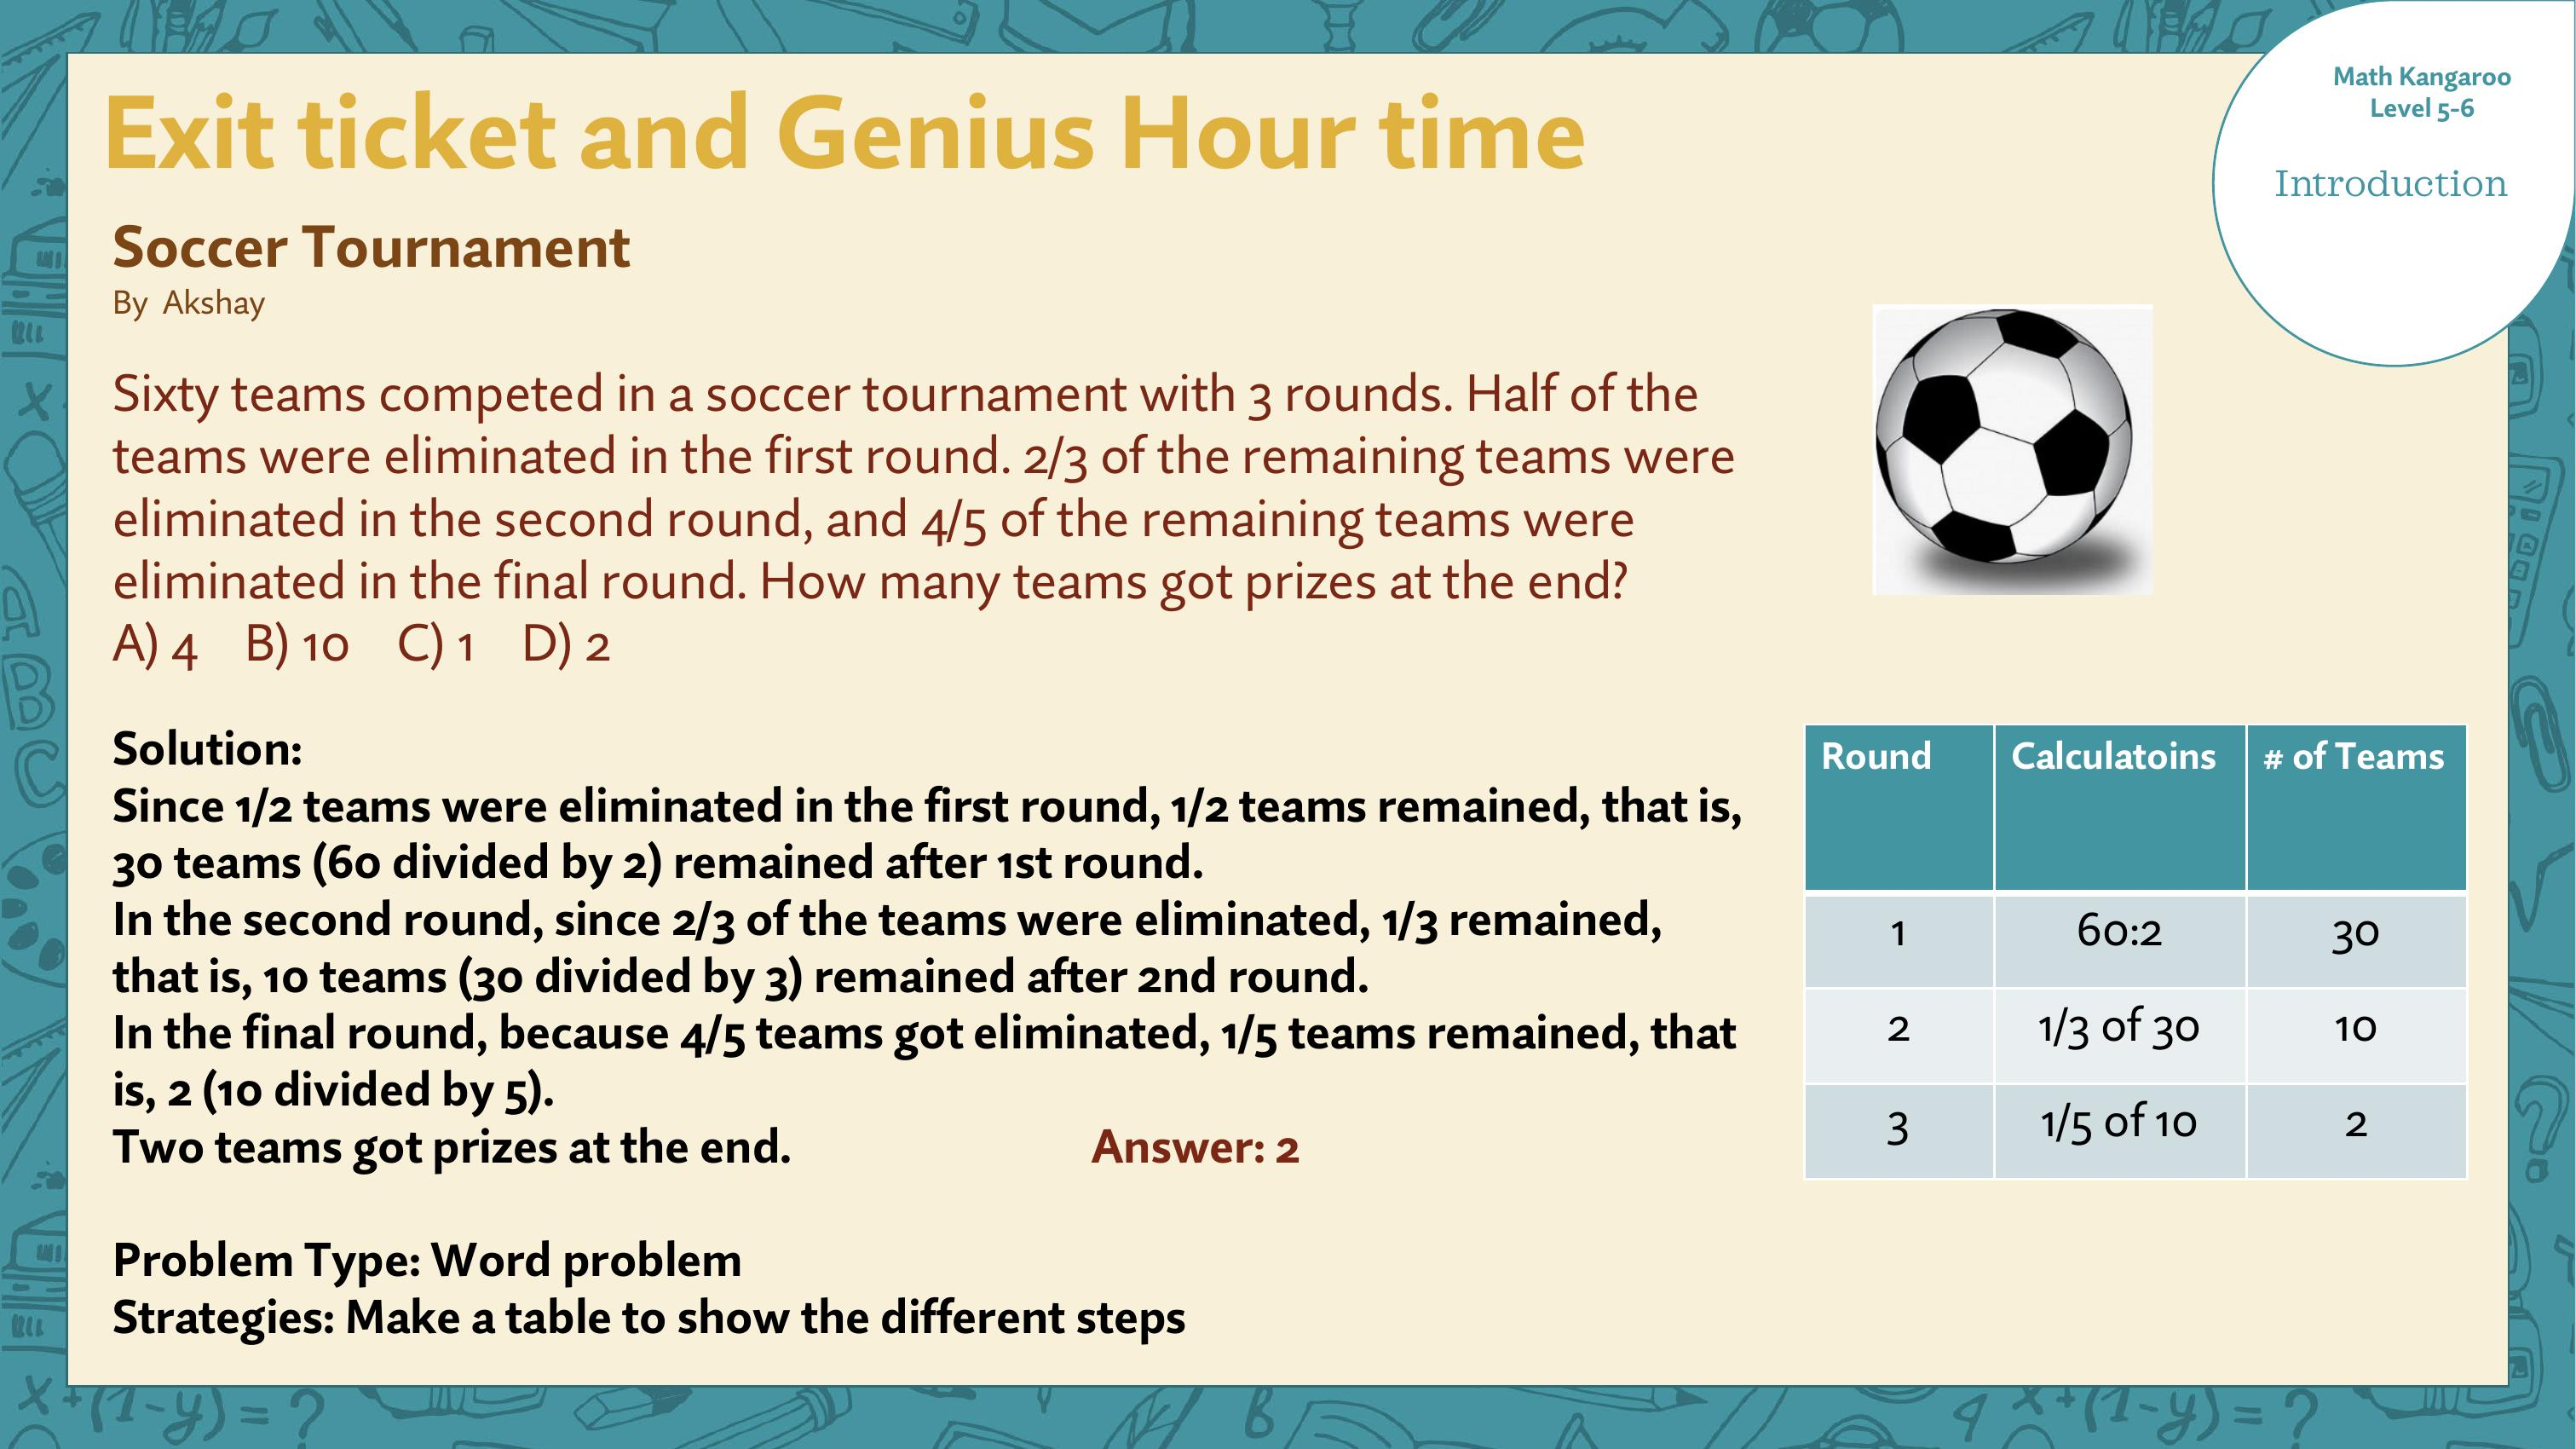 Exit ticket and Genius Hour time
Math Kangaroo
Level 5-6
Introduction
Soccer Tournament
By Akshay
Sixty teams competed in a soccer tournament with 3 rounds. Half of the
teams were eliminated in the first round. 2/3 of the remaining teams were
eliminated in the second round, and 4/5 of the remaining teams were
eliminated in the final round. How many teams got prizes at the end?
A) 4 B) 10 C) 1 D) 2
Solution:
Since 1/2 teams were eliminated in the first round, 1/2 teams remained, that is,
30 teams (60 divided by 2) remained after 1st round.
In the second round, since 2/3 of the teams were eliminated, 1/3 remained,
that is, 10 teams (30 divided by 3) remained after 2nd round.
In the final round, because 4/5 teams got eliminated, 1/5 teams remained, that
is, 2 (10 divided by 5).
Two teams got prizes at the end. Answer: 2
Problem Type: Word problem
Strategies: Make a table to show the different steps
Round Calculatoins # of Teams
1 60:2 30
2 1/3 of 30 10
3 1/5 of 10 2
x+(1-y)=?
B
9 x+(1-y)=?
x
A
B
C
?